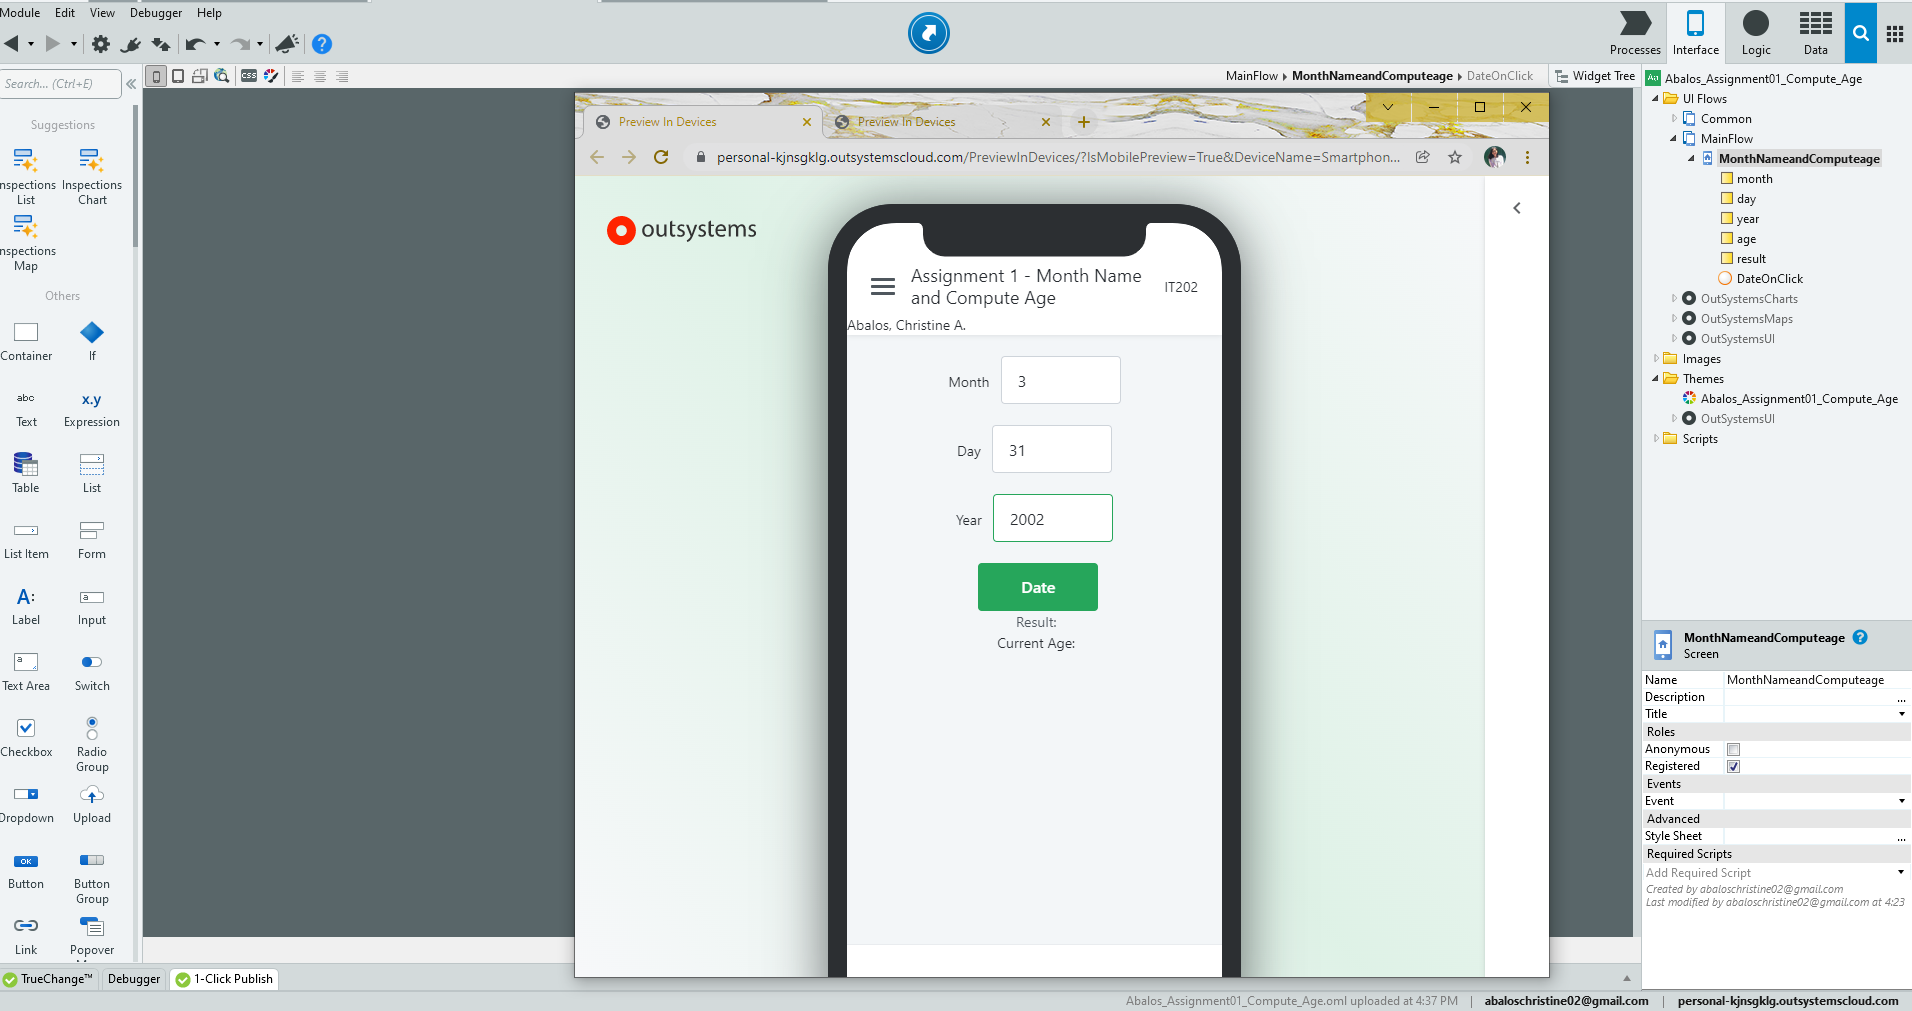 Module Edit View Debugger Help
Processes Interface Logic Data
Search... (Ctrl+E)
CSS
MainFlow MonthNameandComputeage DateOnClick
Widget Tree
Suggestions
nspections List
Inspections Chart
nspections Map
Others
Container
If
abc
Text
x.y
Expression
Table
List
List Item
Form
A:
Label
a
Input
a
Text Area
Switch
Checkbox
Radio Group
Dropdown
Upload
OK
Button
Button Group
Link
Popover
Preview In Devices
Preview In Devices
personal-kjnsgklg.outsystemscloud.com/PreviewInDevices/?IsMobilePreview=True&DeviceName=Smartphon...
outsystems
Assignment 1 - Month Name and Compute Age
IT202
Abalos, Christine A.
Month 3
Day 31
Year 2002
Date
Result:
Current Age:
Abalos_Assignment01_Compute_Age
UI Flows
Common
MainFlow
MonthNameandComputeage
month
day
year
age
result
DateOnClick
OutSystemsCharts
OutSystemsMaps
OutSystemsUI
Images
Themes
Abalos_Assignment01_Compute_Age
OutSystemsUI
Scripts
MonthNameandComputeage ?
Screen
Name MonthNameandComputeage
Description ...
Title
Roles
Anonymous
Registered
Events
Event
Advanced
Style Sheet ...
Required Scripts
Add Required Script
Created by abaloschristine02@gmail.com
Last modified by abaloschristine02@gmail.com at 4:23
TrueChange™ Debugger 1-Click Publish
Abalos_Assignment01_Compute_Age.oml uploaded at 4:37 PM | abaloschristine02@gmail.com | personal-kjnsgklg.outsystemscloud.com